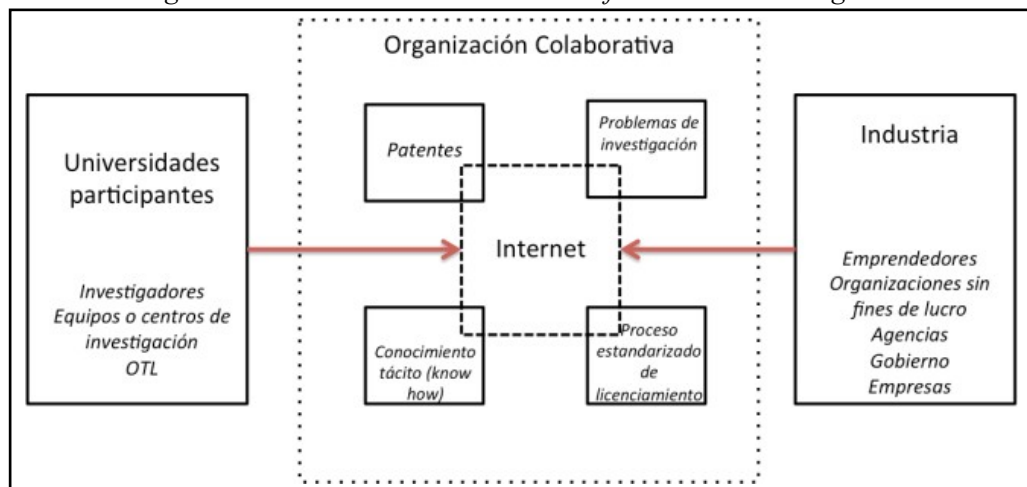 Organización Colaborativa
Universidades
participantes
Investigadores
Equipos o centros de
investigación
OTL
Patentes
Problemas de
investigación
Internet
Conocimiento
tácito (know
how)
Proceso
estandarizado
de
licenciamiento
Industria
Emprendedores
Organizaciones sin
fines de lucro
Agencias
Gobierno
Empresas